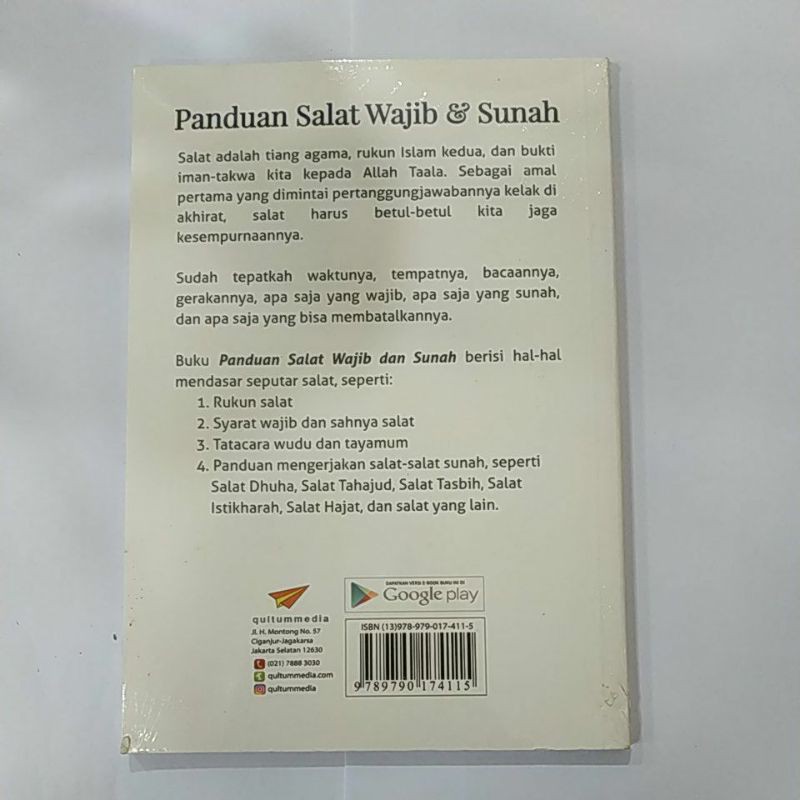 Panduan Salat Wajib & Sunah
Salat adalah tiang agama, rukun Islam kedua, dan bukti
iman-takwa kita kepada Allah Taala. Sebagai amal
pertama yang dimintai pertanggungjawabannya kelak di
akhirat, salat harus betul-betul kita jaga
kesempurnaannya.
Sudah tepatkah waktunya, tempatnya, bacaannya,
gerakannya, apa saja yang wajib, apa saja yang sunah,
dan apa saja yang bisa membatalkannya.
Buku Panduan Salat Wajib dan Sunah berisi hal-hal
mendasar seputar salat, seperti:
1. Rukun salat
2. Syarat wajib dan sahnya salat
3. Tatacara wudu dan tayamum
4. Panduan mengerjakan salat-salat sunah, seperti
Salat Dhuha, Salat Tahajud, Salat Tasbih, Salat
Istikharah, Salat Hajat, dan salat yang lain.
qultummedia
Jl. H. Montong No. 57
Ciganjur-Jagakarsa
Jakarta Selatan 12630
(021) 7888 3030
qultummedia.com
qultummedia
DAPATKAN VERSI E-BOOK BUKU INI DI
Google play
ISBN (13)978-979-017-411-5
9 789790 174115